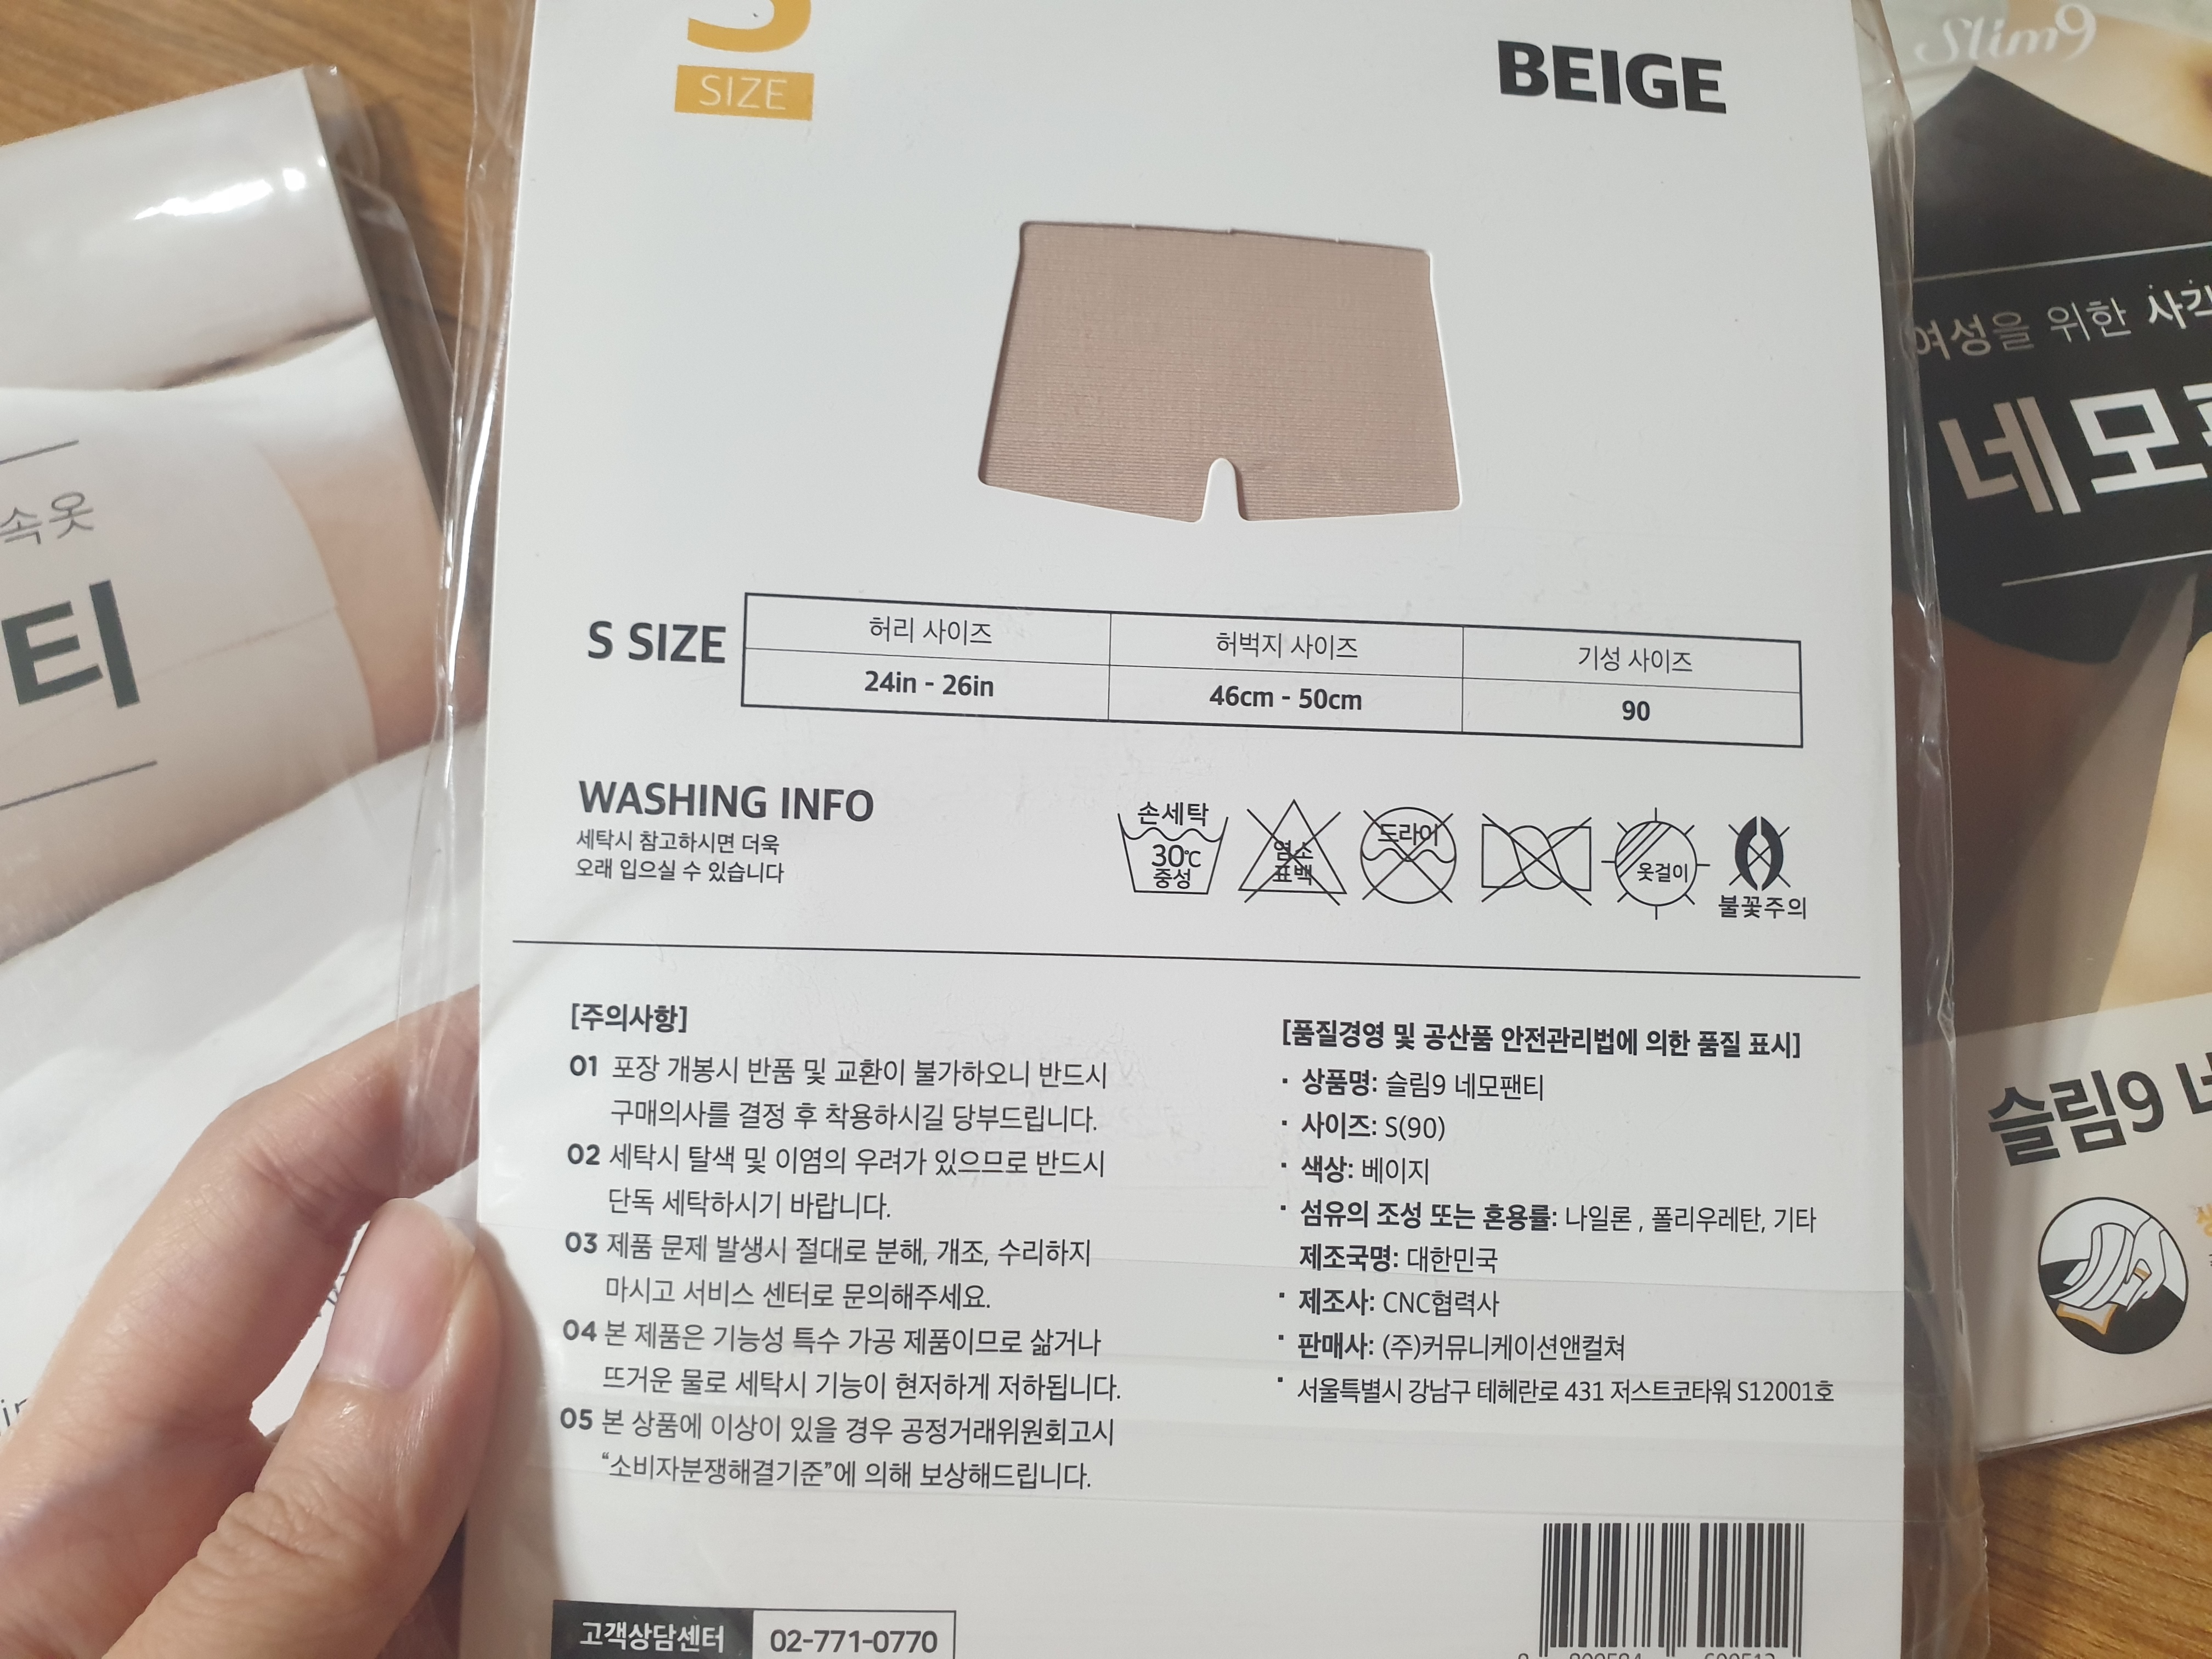 S
SIZE
BEIGE
S SIZE
허리 사이즈
허벅지 사이즈
기성 사이즈
24in - 26in
46cm - 50cm
90
WASHING INFO
세탁시 참고하시면 더욱
오래 입으실 수 있습니다
손세탁
30℃
중성
염소
표백
드라이
옷걸이
불꽃주의
[주의사항]
01 포장 개봉시 반품 및 교환이 불가하오니 반드시
구매의사를 결정 후 착용하시길 당부드립니다.
02 세탁시 탈색 및 이염의 우려가 있으므로 반드시
단독 세탁하시기 바랍니다.
03 제품 문제 발생시 절대로 분해, 개조, 수리하지
마시고 서비스 센터로 문의해주세요.
04 본 제품은 기능성 특수 가공 제품이므로 삶거나
뜨거운 물로 세탁시 기능이 현저하게 저하됩니다.
05 본 상품에 이상이 있을 경우 공정거래위원회고시
“소비자분쟁해결기준”에 의해 보상해드립니다.
[품질경영 및 공산품 안전관리법에 의한 품질 표시]
· 상품명: 슬림9 네모팬티
· 사이즈: S(90)
· 색상: 베이지
· 섬유의 조성 또는 혼용률: 나일론 , 폴리우레탄, 기타
제조국명: 대한민국
· 제조사: CNC협력사
· 판매사: (주)커뮤니케이션앤컬쳐
· 서울특별시 강남구 테헤란로 431 저스트코타워 S12001호
고객상담센터 02-771-0770
속옷
티
Slim9
여성을 위한 사각
네모
슬림9